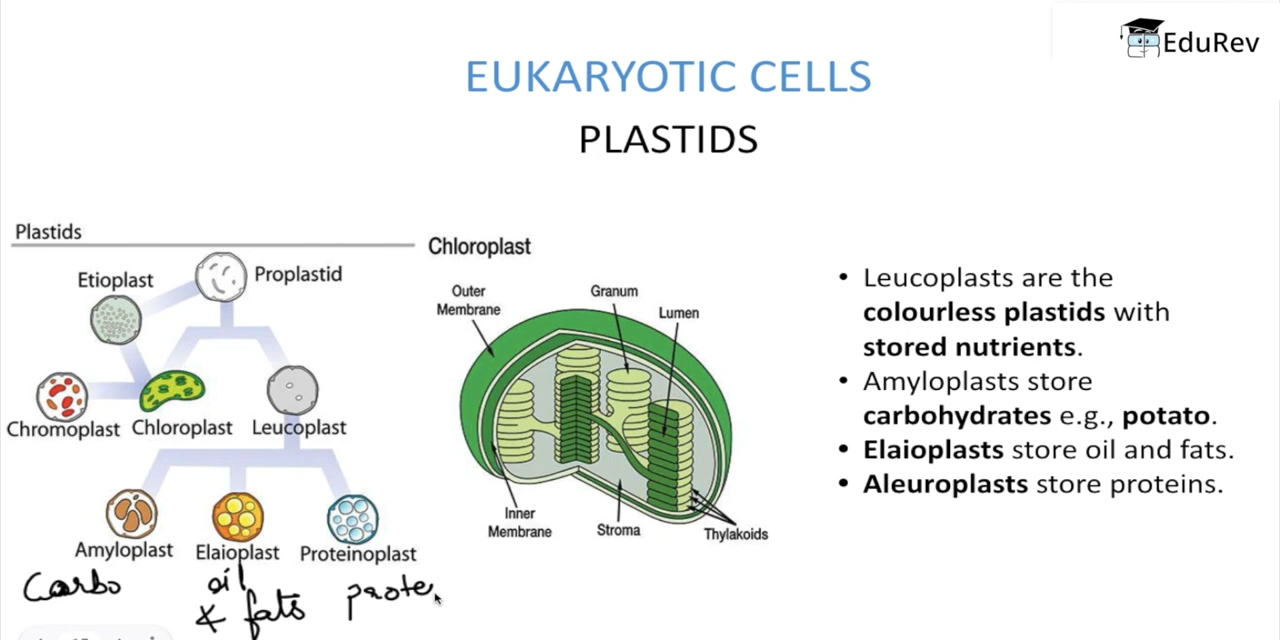 EduRev
EUKARYOTIC CELLS
PLASTIDS
Plastids
Etioplast
Proplastid
Chromoplast
Chloroplast
Leucoplast
Amyloplast
Elaioplast
Proteinoplast
Carbo
oil
& fats
prote
Chloroplast
Outer
Membrane
Granum
Lumen
Inner
Membrane
Stroma
Thylakoids
• Leucoplasts are the
colourless plastids with
stored nutrients.
• Amyloplasts store
carbohydrates e.g., potato.
• Elaioplasts store oil and fats.
• Aleuroplasts store proteins.